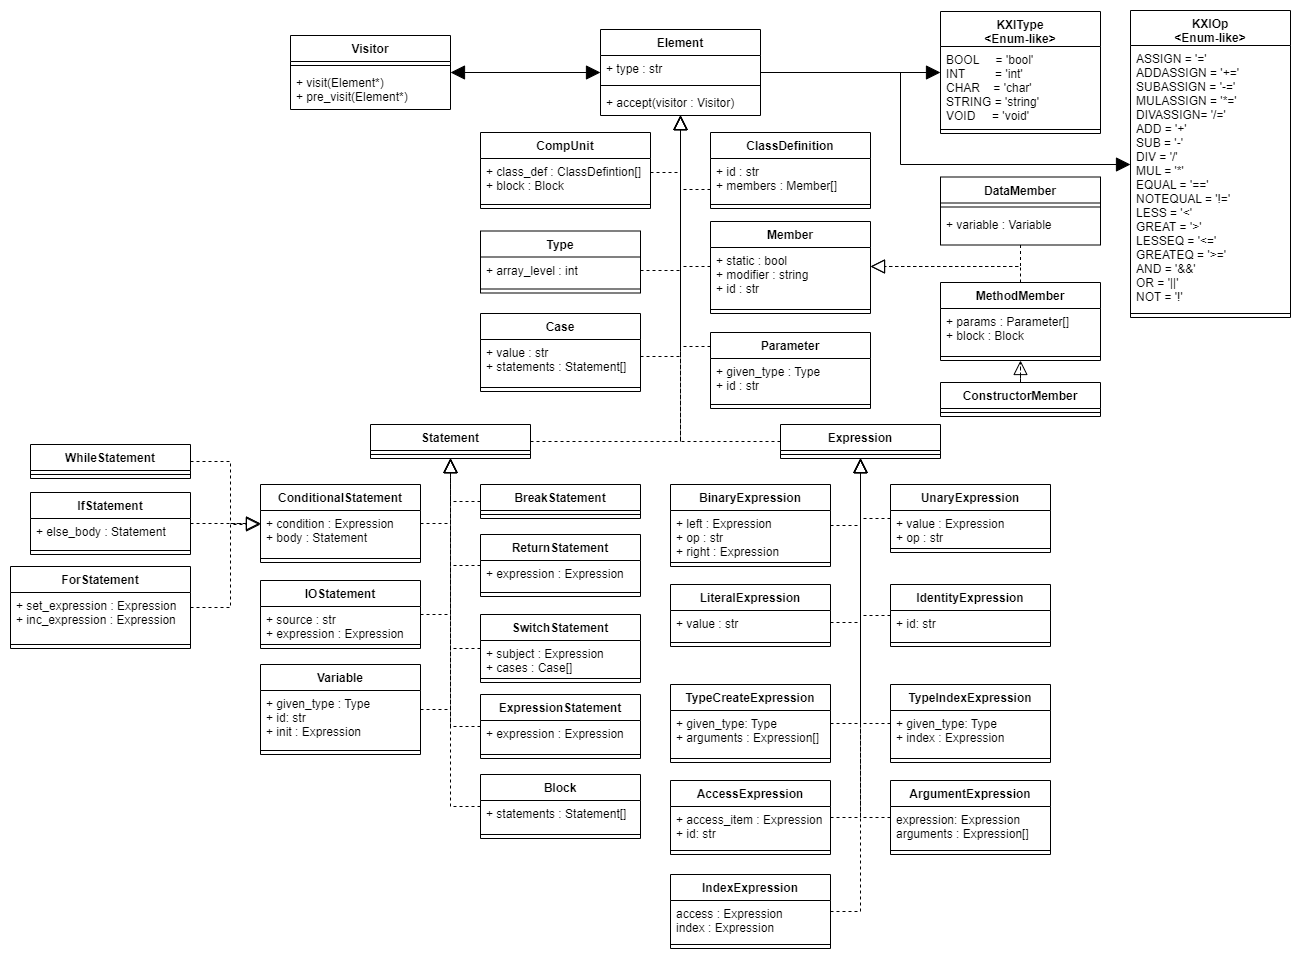 Visitor
+ visit(Element*)
+ pre_visit(Element*)
Element
+ type : str
+ accept(visitor : Visitor)
KXIType
<Enum-like>
BOOL = 'bool'
INT = 'int'
CHAR = 'char'
STRING = 'string'
VOID = 'void'
KXIOp
<Enum-like>
ASSIGN = '='
ADDASSIGN = '+='
SUBASSIGN = '-='
MULASSIGN = '*='
DIVASSIGN= '/='
ADD = '+'
SUB = '-'
DIV = '/'
MUL = '*'
EQUAL = '=='
NOTEQUAL = '!='
LESS = '<'
GREAT = '>'
LESSEQ = '<='
GREATEQ = '>='
AND = '&&'
OR = '||'
NOT = '!'
CompUnit
+ class_def : ClassDefintion[]
+ block : Block
ClassDefinition
+ id : str
+ members : Member[]
DataMember
+ variable : Variable
Type
+ array_level : int
Member
+ static : bool
+ modifier : string
+ id : str
MethodMember
+ params : Parameter[]
+ block : Block
Case
+ value : str
+ statements : Statement[]
Parameter
+ given_type : Type
+ id : str
ConstructorMember
Statement
Expression
WhileStatement
IfStatement
+ else_body : Statement
ForStatement
+ set_expression : Expression
+ inc_expression : Expression
ConditionalStatement
+ condition : Expression
+ body : Statement
IOStatement
+ source : str
+ expression : Expression
Variable
+ given_type : Type
+ id: str
+ init : Expression
BreakStatement
ReturnStatement
+ expression : Expression
SwitchStatement
+ subject : Expression
+ cases : Case[]
ExpressionStatement
+ expression : Expression
Block
+ statements : Statement[]
BinaryExpression
+ left : Expression
+ op : str
+ right : Expression
UnaryExpression
+ value : Expression
+ op : str
LiteralExpression
+ value : str
IdentityExpression
+ id: str
TypeCreateExpression
+ given_type: Type
+ arguments : Expression[]
TypeIndexExpression
+ given_type: Type
+ index : Expression
AccessExpression
+ access_item : Expression
+ id: str
ArgumentExpression
expression: Expression
arguments : Expression[]
IndexExpression
access : Expression
index : Expression